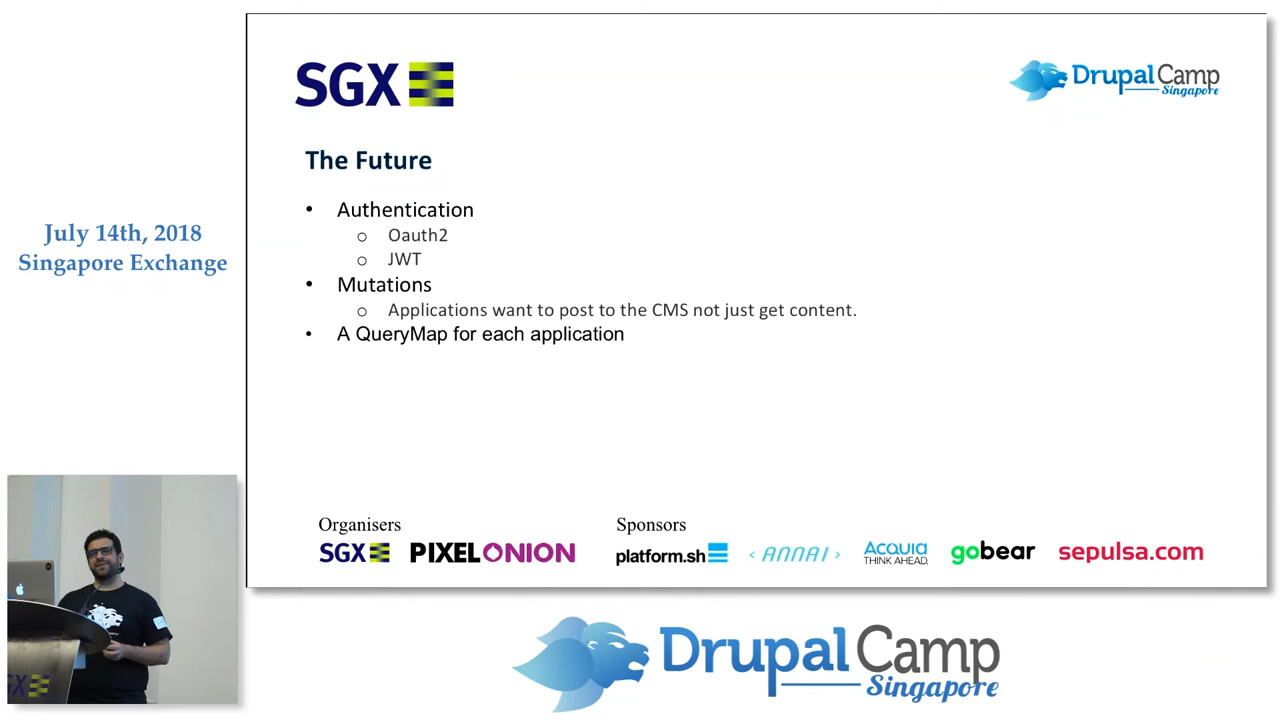 July 14th, 2018
Singapore Exchange
SGX
DrupalCamp
Singapore
The Future
• Authentication
o Oauth2
o JWT
• Mutations
o Applications want to post to the CMS not just get content.
• A QueryMap for each application
Organisers
Sponsors
SGX
PIXELONION
platform.sh
‹ANNAI›
ACQUIA
THINK AHEAD.
gobear
sepulsa.com
SGX
DrupalCamp
Singapore